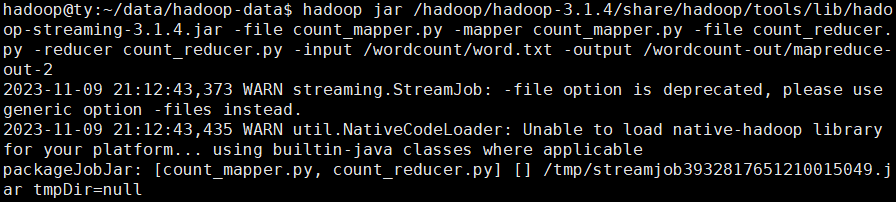 hadoop@ty:~/data/hadoop-data$ hadoop jar /hadoop/hadoop-3.1.4/share/hadoop/tools/lib/hado
op-streaming-3.1.4.jar -file count_mapper.py -mapper count_mapper.py -file count_reducer.
py -reducer count_reducer.py -input /wordcount/word.txt -output /wordcount-out/mapreduce-
out-2
2023-11-09 21:12:43,373 WARN streaming.StreamJob: -file option is deprecated, please use
generic option -files instead.
2023-11-09 21:12:43,435 WARN util.NativeCodeLoader: Unable to load native-hadoop library
for your platform... using builtin-java classes where applicable
packageJobJar: [count_mapper.py, count_reducer.py] [] /tmp/streamjob3932817651210015049.j
ar tmpDir=null